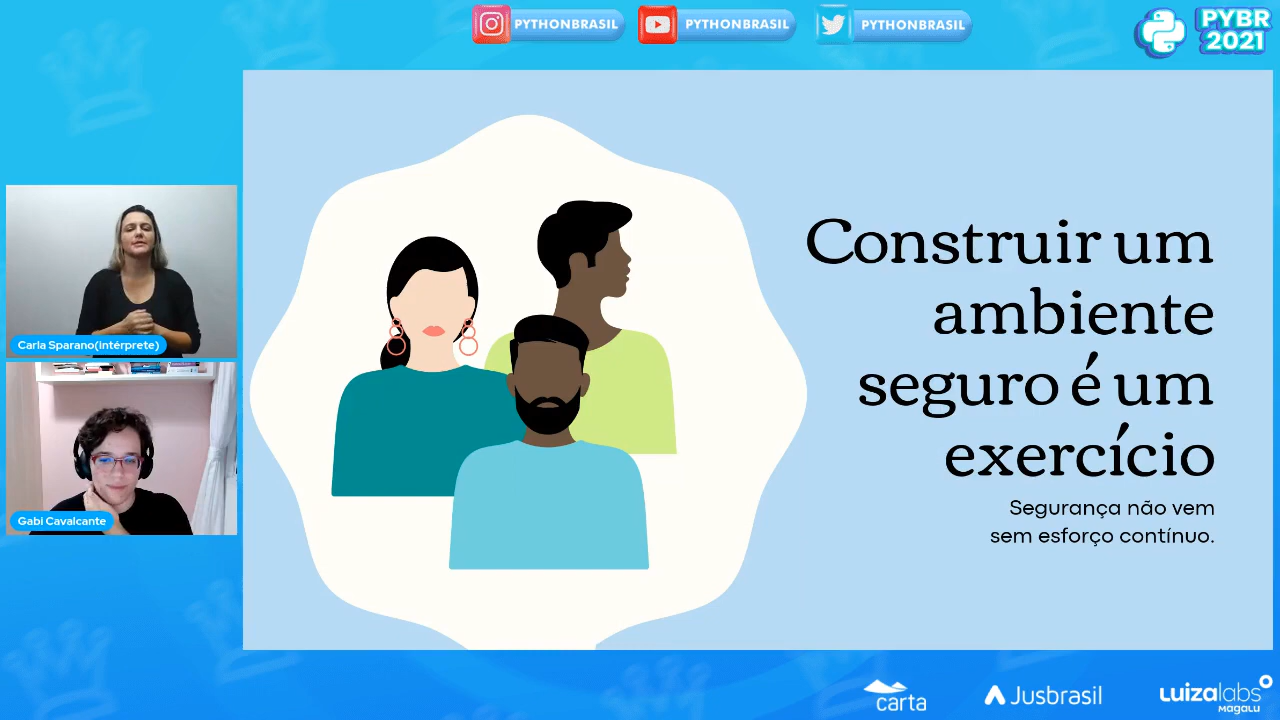 PYTHONBRASIL
PYTHONBRASIL
PYTHONBRASIL
PYBR
2021
Construir um
ambiente
seguro é um
exercício
Segurança não vem
sem esforço contínuo.
Carla Sparano(intérprete)
Gabi Cavalcante
carta
Jusbrasil
Luizalabs
MAGALU